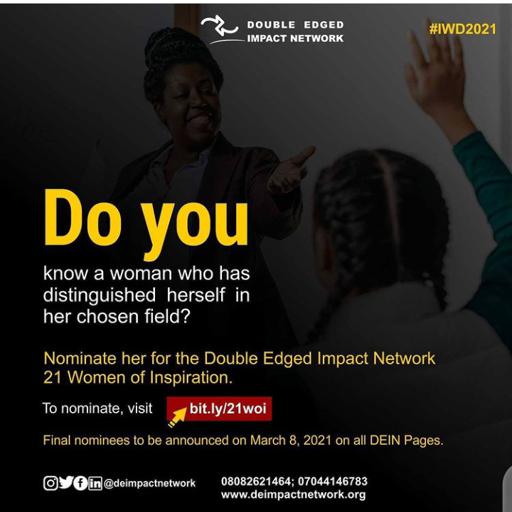 DOUBLE EDGED
IMPACT NETWORK
#IWD2021
Do you
know a woman who has
distinguished herself in
her chosen field?
Nominate her for the Double Edged Impact Network
21 Women of Inspiration.
To nominate, visit bit.ly/21woi
Final nominees to be announced on March 8, 2021 on all DEIN Pages.
@deimpactnetwork
08082621464; 07044146783
www.deimpactnetwork.org